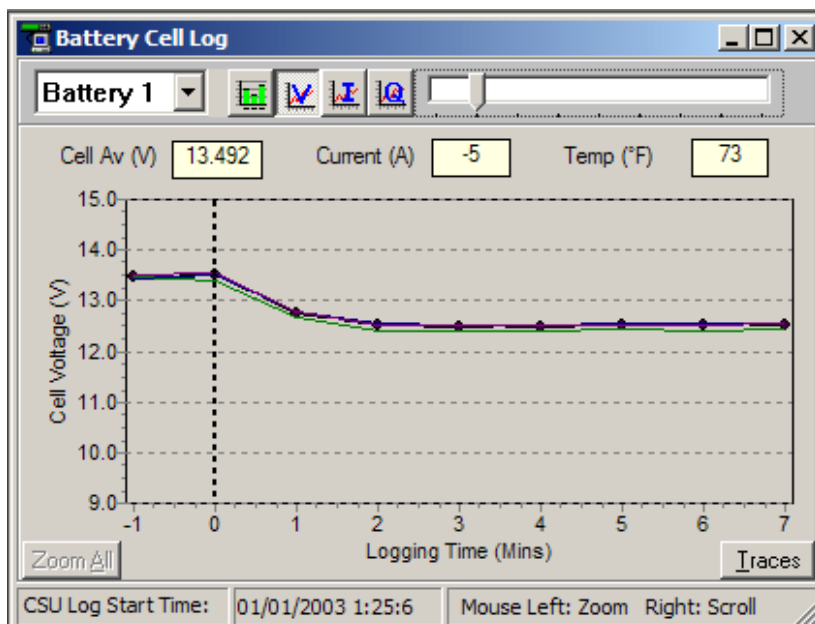 Battery Cell Log
Battery 1
V
I
Q
Cell Av (V) 13.492 Current (A) -5 Temp (°F) 73
15.0
14.0
13.0
12.0
11.0
10.0
9.0
Cell Voltage (V)
-1 0 1 2 3 4 5 6 7
Logging Time (Mins)
Zoom All
Traces
CSU Log Start Time: 01/01/2003 1:25:6 Mouse Left: Zoom Right: Scroll